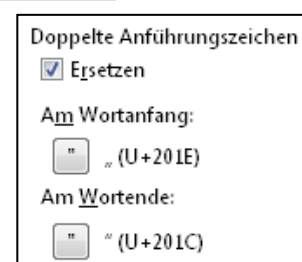 Doppelte Anführungszeichen
Ersetzen
Am Wortanfang:
" „ (U+201E)
Am Wortende:
" “ (U+201C)